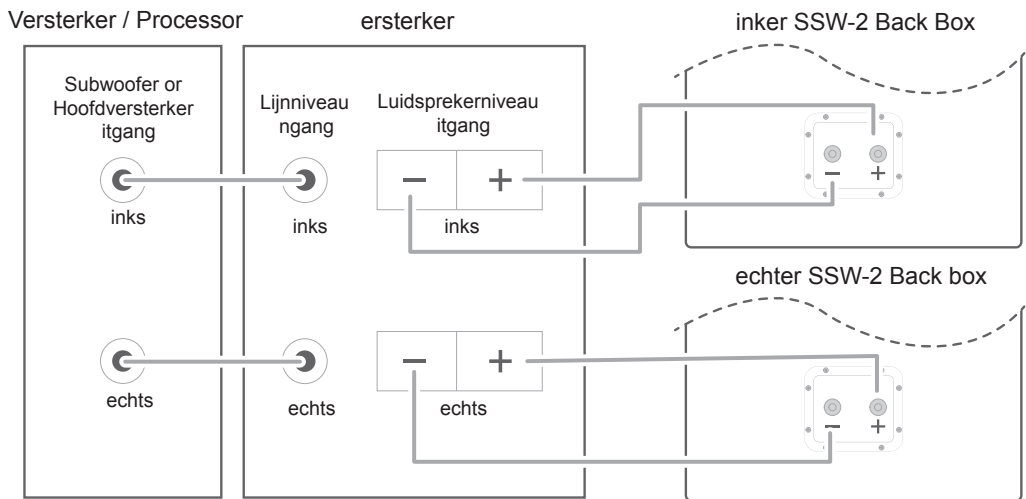 Versterker / Processor
ersterker
inker SSW-2 Back Box
Subwoofer or
Hoofdversterker
itgang
Lijnniveau
ngang
Luidsprekerniveau
itgang
− +
− +
inks
inks
inks
echter SSW-2 Back box
− +
− +
echts
echts
echts